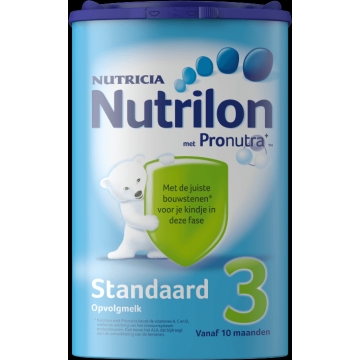 NUTRICIA
Nutrilon
met Pronutra+
Met de juiste
bouwstenen*
voor je kindje in
deze fase
Standaard
Opvolgmelk
3
Vanaf 10 maanden